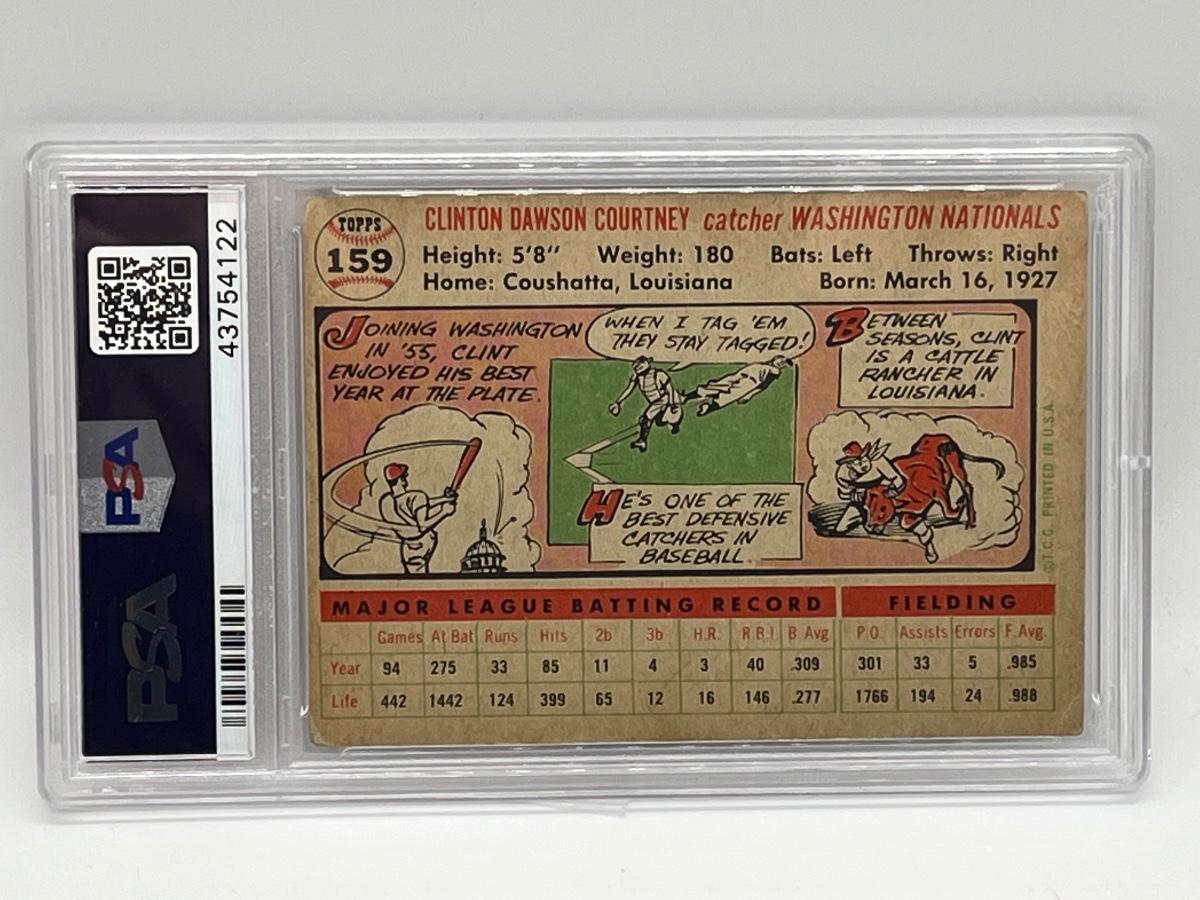 43754122
PSA
PSA
TOPPS
159
CLINTON DAWSON COURTNEY catcher WASHINGTON NATIONALS
Height: 5'8" Weight: 180 Bats: Left Throws: Right
Home: Coushatta, Louisiana Born: March 16, 1927
JOINING WASHINGTON
IN '55, CLINT
ENJOYED HIS BEST
YEAR AT THE PLATE.
WHEN I TAG 'EM
THEY STAY TAGGED!
HE'S ONE OF THE
BEST DEFENSIVE
CATCHERS IN
BASEBALL.
BETWEEN
SEASONS, CLINT
IS A CATTLE
RANCHER IN
LOUISIANA.
© T.C.G. PRINTED IN U.S.A.
MAJOR LEAGUE BATTING RECORD FIELDING
Games At Bat Runs Hits 2b 3b H.R. R.B.I. B Avg P.O. Assists Errors F. Avg.
Year 94 275 33 85 11 4 3 40 .309 301 33 5 .985
Life 442 1442 124 399 65 12 16 146 .277 1766 194 24 .988